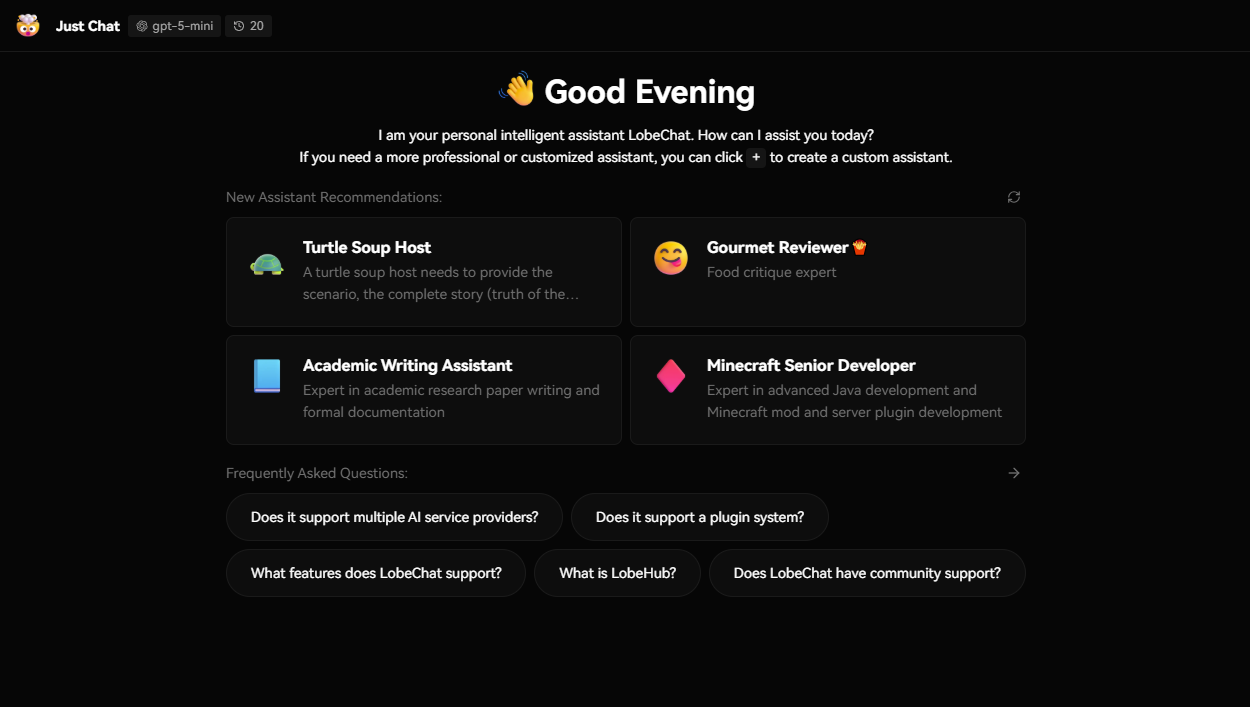 Just Chat gpt-5-mini 20
Good Evening
I am your personal intelligent assistant LobeChat. How can I assist you today?
If you need a more professional or customized assistant, you can click + to create a custom assistant.
New Assistant Recommendations:
Turtle Soup Host
A turtle soup host needs to provide the
scenario, the complete story (truth of the…
Gourmet Reviewer
Food critique expert
Academic Writing Assistant
Expert in academic research paper writing and
formal documentation
Minecraft Senior Developer
Expert in advanced Java development and
Minecraft mod and server plugin development
Frequently Asked Questions:
Does it support multiple AI service providers?
Does it support a plugin system?
What features does LobeChat support?
What is LobeHub?
Does LobeChat have community support?